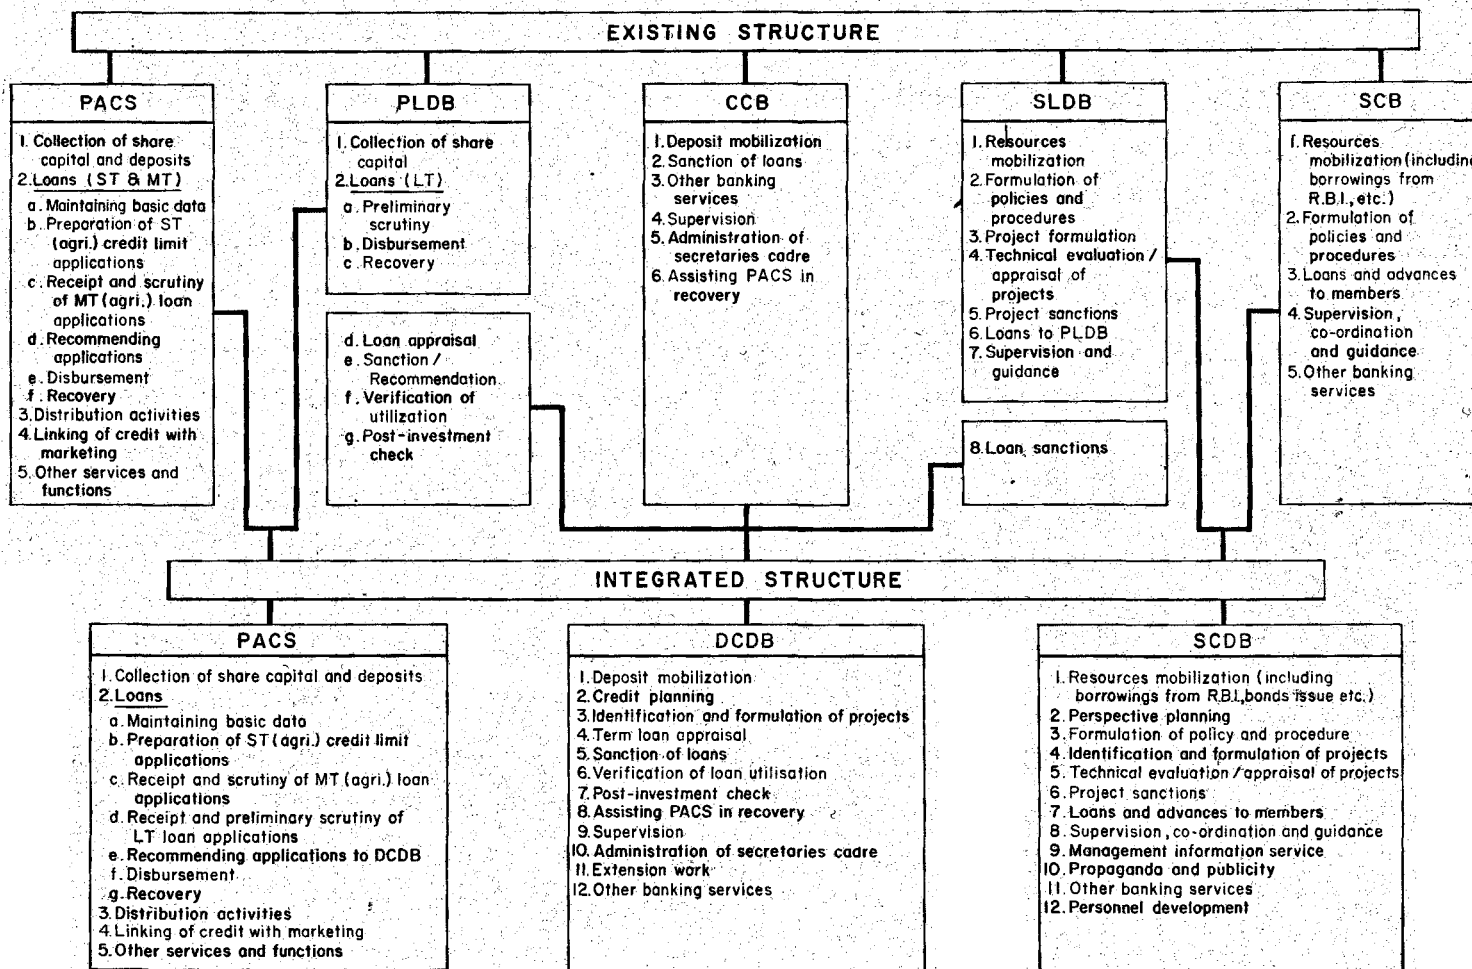 EXISTING STRUCTURE
PACS
1. Collection of share
capital and deposits
2. Loans (ST & MT)
a. Maintaining basic data
b. Preparation of ST
(agri.) credit limit
applications
c. Receipt and scrutiny
of MT (agri.) loan
applications
d. Recommending
applications
e. Disbursement
f. Recovery
3. Distribution activities
4. Linking of credit with
marketing
5. Other services and
functions
PLDB
1. Collection of share
capital
2. Loans (LT)
a. Preliminary
scrutiny
b. Disbursement
c. Recovery
d. Loan appraisal
e. Sanction /
Recommendation
f. Verification of
utilization
g. Post-investment
check
CCB
1. Deposit mobilization
2. Sanction of loans
3. Other banking
services
4. Supervision
5. Administration of
secretaries cadre
6. Assisting PACS in
recovery
SLDB
1. Resources
mobilization
2. Formulation of
policies and
procedures
3. Project formulation
4. Technical evaluation /
appraisal of
projects
5. Project sanctions
6. Loans to PLDB
7. Supervision and
guidance
8. Loan sanctions
SCB
1. Resources
mobilization (including
borrowings from
R.B.I., etc.)
2. Formulation of
policies and
procedures
3. Loans and advances
to members
4. Supervision,
co-ordination
and guidance
5. Other banking
services
INTEGRATED STRUCTURE
PACS
1. Collection of share capital and deposits
2. Loans
a. Maintaining basic data
b. Preparation of ST (agri.) credit limit
applications
c. Receipt and scrutiny of MT (agri.) loan
applications
d. Receipt and preliminary scrutiny of
LT loan applications
e. Recommending applications to DCDB
f. Disbursement
g. Recovery
3. Distribution activities
4. Linking of credit with marketing
5. Other services and functions
DCDB
1. Deposit mobilization
2. Credit planning
3. Identification and formulation of projects
4. Term loan appraisal
5. Sanction of loans
6. Verification of loan utilisation
7. Post-investment check
8. Assisting PACS in recovery
9. Supervision
10. Administration of secretaries cadre
11. Extension work
12. Other banking services
SCDB
1. Resources mobilization (including
borrowings from R.B.I., bonds issue etc.)
2. Perspective planning
3. Formulation of policy and procedure
4. Identification and formulation of projects
5. Technical evaluation / appraisal of projects
6. Project sanctions
7. Loans and advances to members
8. Supervision, co-ordination and guidance
9. Management information service
10. Propaganda and publicity
11. Other banking services
12. Personnel development